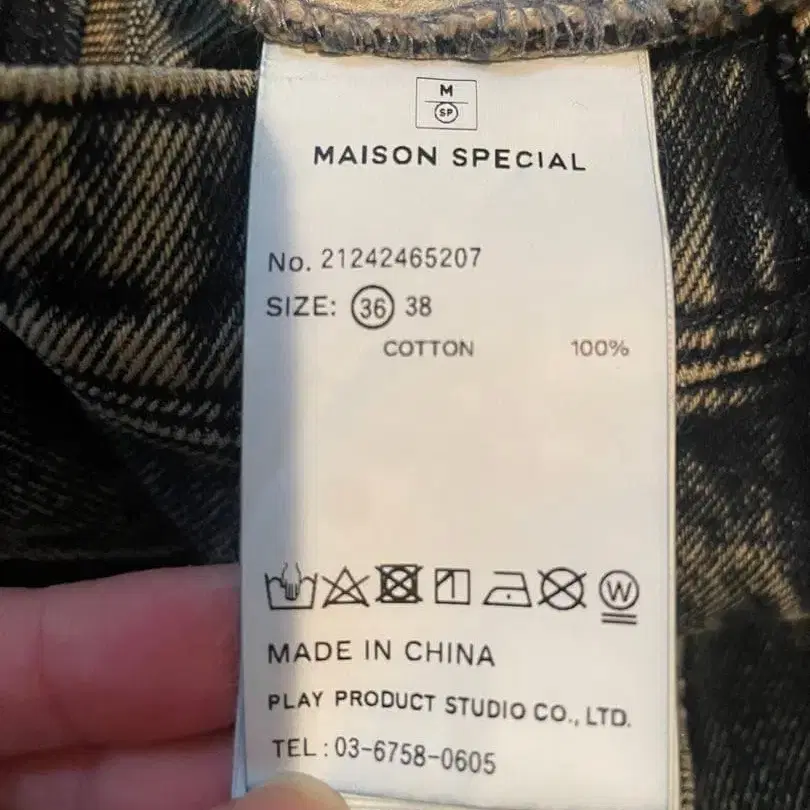 M
SP
MAISON SPECIAL
No. 21242465207
SIZE: 36 38
COTTON 100%
W
MADE IN CHINA
PLAY PRODUCT STUDIO CO., LTD.
TEL : 03-6758-0605